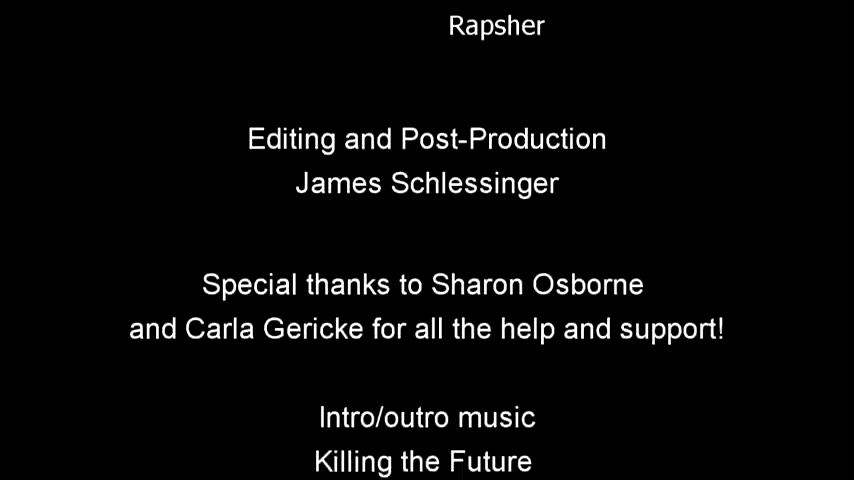 Rapsher
Editing and Post-Production
James Schlessinger
Special thanks to Sharon Osborne
and Carla Gericke for all the help and support!
Intro/outro music
Killing the Future